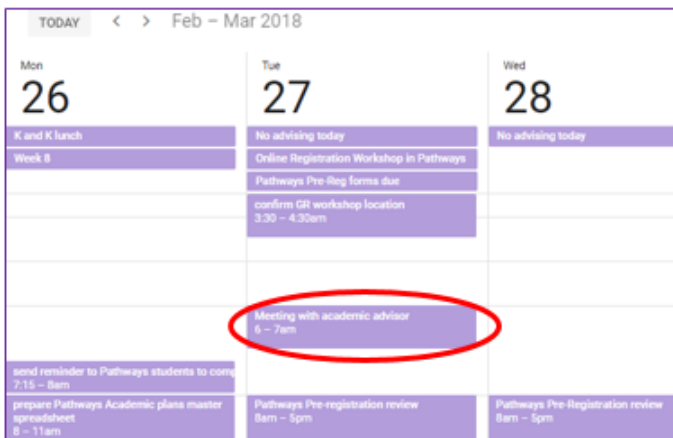 TODAY < > Feb – Mar 2018
Mon
26
K and K lunch
Week 8
send reminder to Pathways students to comp
7:15 – 8am
prepare Pathways Academic plans master
spreadsheet
8 – 11am
Tue
27
No advising today
Online Registration Workshop in Pathways
Pathways Pre-Reg forms due
confirm GR workshop location
3:30 – 4:30am
Meeting with academic advisor
6 – 7am
Pathways Pre-registration review
8am – 5pm
Wed
28
No advising today
Pathways Pre-Registration review
8am – 5pm